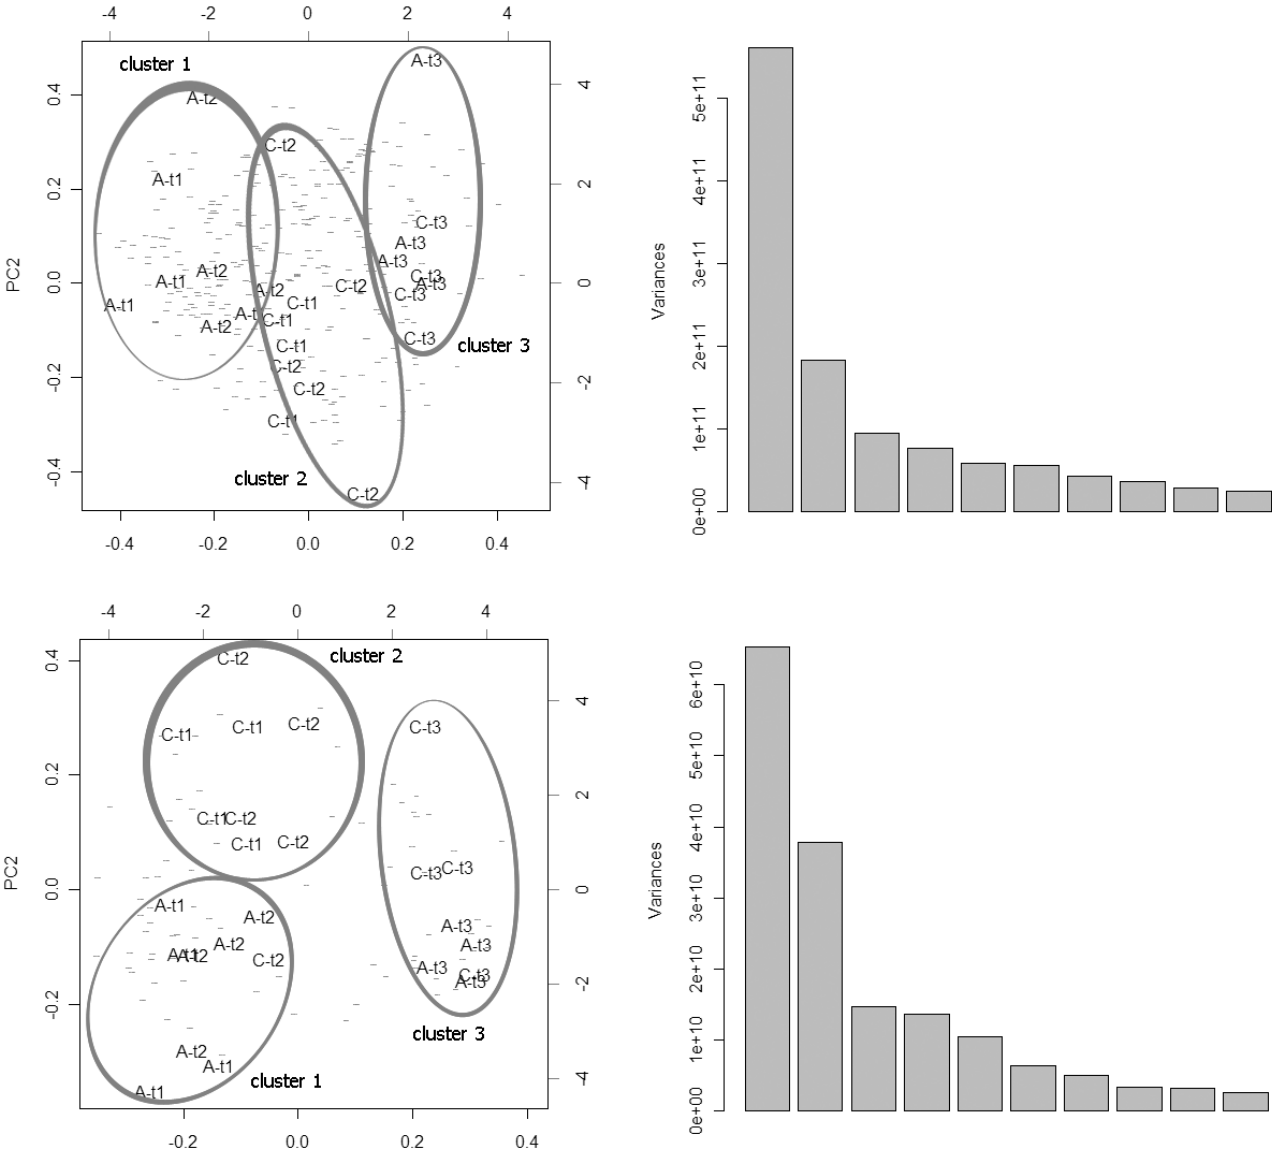 -4 -2 0 2 4
cluster 1
A-t3
A-t2
C-t2
A-t1
C-t3
A-t3
A-t3
A-t2
C-t3
A-t1
A-t3
C-t2
A-t2
C-t3
A-t1
C-t1
A-t
C-t1
A-t2
C-t3
C-t1
cluster 3
C-t2
C-t2
C-t1
cluster 2
C-t2
PC2
0.4
0.2
0.0
-0.2
-0.4
4
2
0
-2
-4
-0.4 -0.2 0.0 0.2 0.4
Variances
5e+11
4e+11
3e+11
2e+11
1e+11
0e+00
-4 -2 0 2 4
cluster 2
C-t2
C-t1
C-t1
C-t2
C-t3
C-t1
C-t2
C-t1
C-t2
C-t3
C-t3
A-t1
A-t2
A-t3
A-t2
A-t3
A-t1
A-t2
C-t2
A-t3
C-t3
A-t3
cluster 3
A-t2
A-t1
cluster 1
A-t1
PC2
0.4
0.2
0.0
-0.2
4
2
0
-2
-4
-0.2 0.0 0.2 0.4
Variances
6e+10
5e+10
4e+10
3e+10
2e+10
1e+10
0e+00